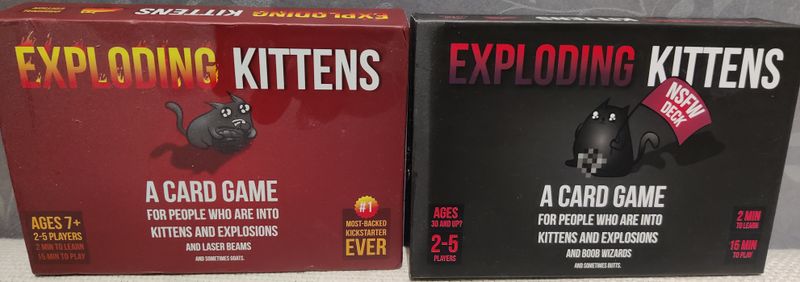 EXPLODING KITTENS
EXPLODING
KITTENS
A CARD GAME
FOR PEOPLE WHO ARE INTO
KITTENS AND EXPLOSIONS
AND LASER BEAMS
AND SOMETIMES GOATS.
AGES 7+
2-5 PLAYERS
2 MIN TO LEARN
15 MIN TO PLAY
#1
MOST-BACKED
KICKSTARTER
EVER
EXPLODING KITTENS
NSFW
DECK
A CARD GAME
FOR PEOPLE WHO ARE INTO
KITTENS AND EXPLOSIONS
AND BOOB WIZARDS
AND SOMETIMES BUTTS.
AGES
30 AND UP?
2-5
PLAYERS
2 MIN
TO LEARN
15 MIN
TO PLAY